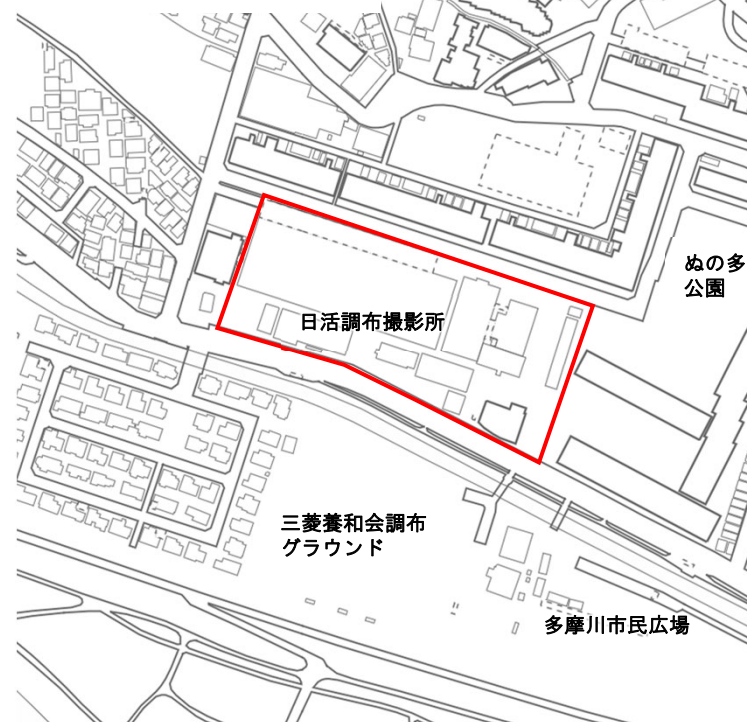 ぬの多
公園
日活調布撮影所
三菱養和会調布
グラウンド
多摩川市民広場